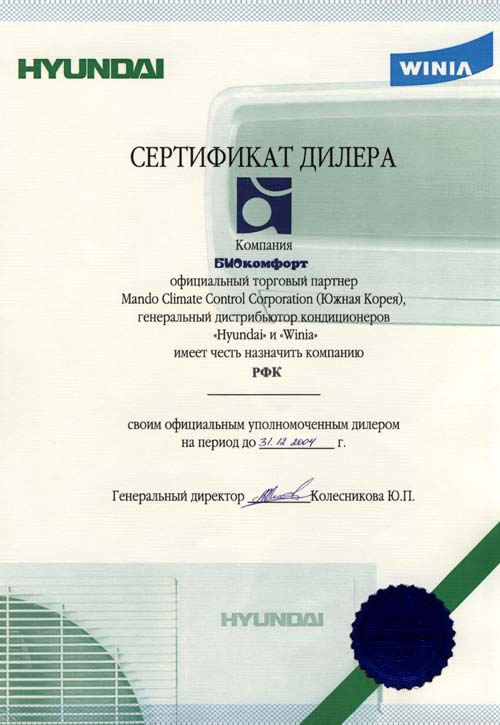 HYUNDAI
WINIA
СЕРТИФИКАТ ДИЛЕРА
Компания
БИОкомфорт
официальный торговый партнер
Mando Climate Control Corporation (Южная Корея),
генеральный дистрибьютор кондиционеров
«Hyundai» и «Winia»
имеет честь назначить компанию
РФК
своим официальным уполномоченным дилером
на период до 31.12.2004 г.
Генеральный директор Колесникова Ю.П.
HYUNDAI